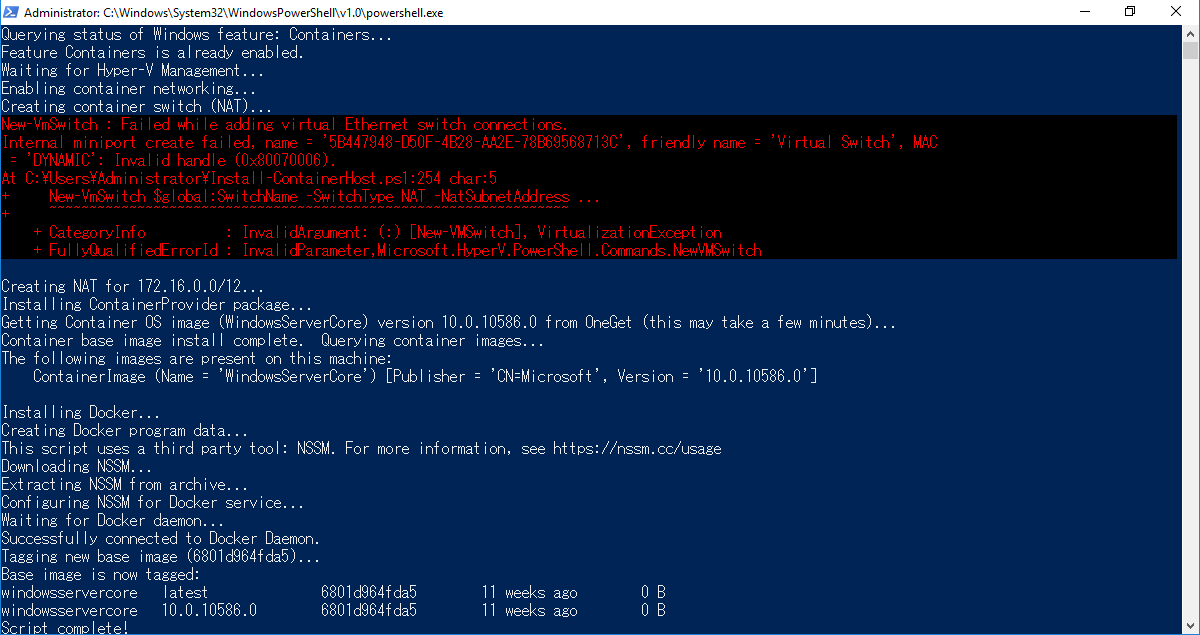 Administrator: C:\Windows\System32\WindowsPowerShell\v1.0\powershell.exe
Querying status of Windows feature: Containers...
Feature Containers is already enabled.
Waiting for Hyper-V Management...
Enabling container networking...
Creating container switch (NAT)...
New-VmSwitch : Failed while adding virtual Ethernet switch connections.
Internal miniport create failed, name = '5B447948-D50F-4B28-AA2E-78B69568713C', friendly name = 'Virtual Switch', MAC
 = 'DYNAMIC': Invalid handle (0x80070006).
At C:¥Users¥Administrator¥Install-ContainerHost.ps1:254 char:5
+     New-VmSwitch $global:SwitchName -SwitchType NAT -NatSubnetAddress ...
+     ~~~~~~~~~~~~~~~~~~~~~~~~~~~~~~~~~~~~~~~~~~~~~~~~~~~~~~~~~~~~~~~~~
    + CategoryInfo          : InvalidArgument: (:) [New-VMSwitch], VirtualizationException
    + FullyQualifiedErrorId : InvalidParameter,Microsoft.HyperV.PowerShell.Commands.NewVMSwitch
Creating NAT for 172.16.0.0/12...
Installing ContainerProvider package...
Getting Container OS image (WindowsServerCore) version 10.0.10586.0 from OneGet (this may take a few minutes)...
Container base image install complete.  Querying container images...
The following images are present on this machine:
    ContainerImage (Name = 'WindowsServerCore') [Publisher = 'CN=Microsoft', Version = '10.0.10586.0']
Installing Docker...
Creating Docker program data...
This script uses a third party tool: NSSM. For more information, see https://nssm.cc/usage
Downloading NSSM...
Extracting NSSM from archive...
Configuring NSSM for Docker service...
Waiting for Docker daemon...
Successfully connected to Docker Daemon.
Tagging new base image (6801d964fda5)...
Base image is now tagged:
windowsservercore   latest              6801d964fda5        11 weeks ago        0 B
windowsservercore   10.0.10586.0        6801d964fda5        11 weeks ago        0 B
Script complete!